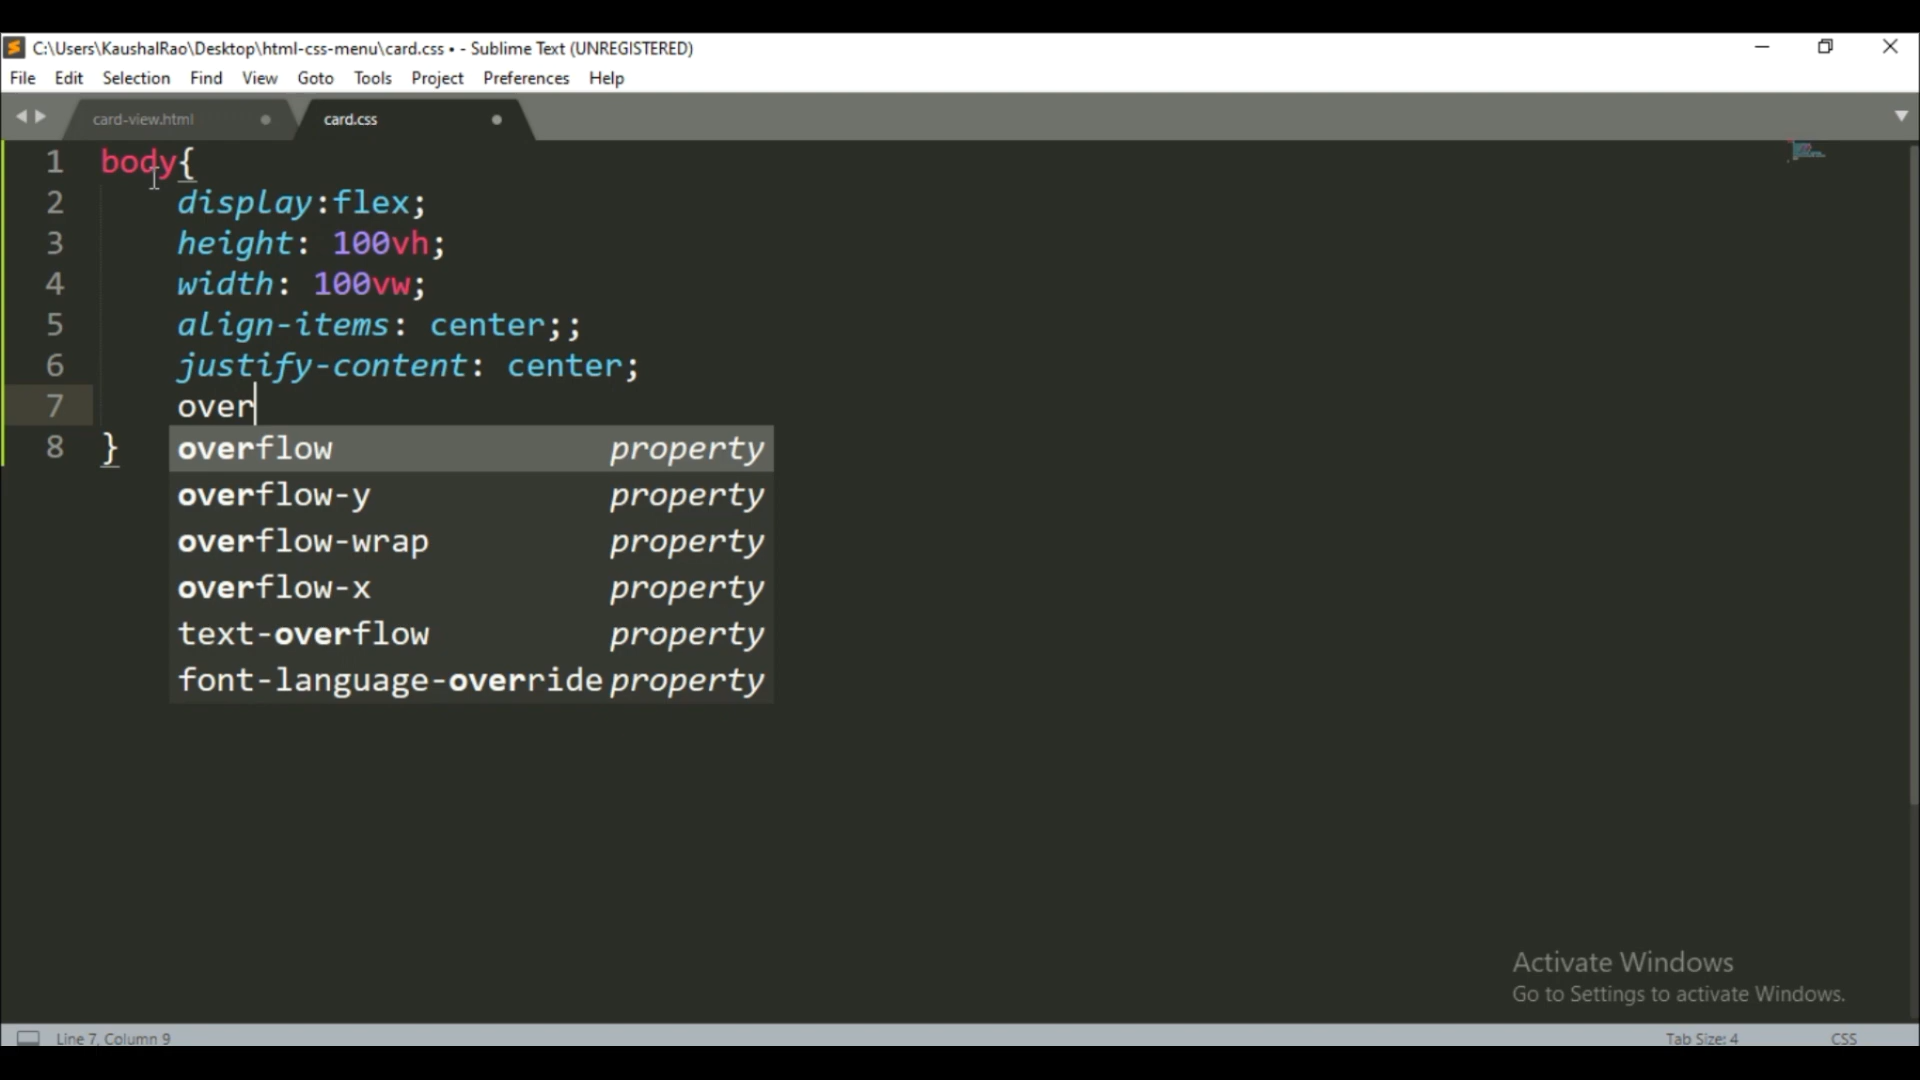 C:\Users\KaushalRao\Desktop\html-css-menu\card.css • - Sublime Text (UNREGISTERED)
File Edit Selection Find View Goto Tools Project Preferences Help
card-view.html card.css
1 body{
2 display:flex;
3 height: 100vh;
4 width: 100vw;
5 align-items: center;;
6 justify-content: center;
7 over
8 }
overflow property
overflow-y property
overflow-wrap property
overflow-x property
text-overflow property
font-language-override property
Activate Windows
Go to Settings to activate Windows.
Line 7, Column 9 Tab Size: 4 CSS